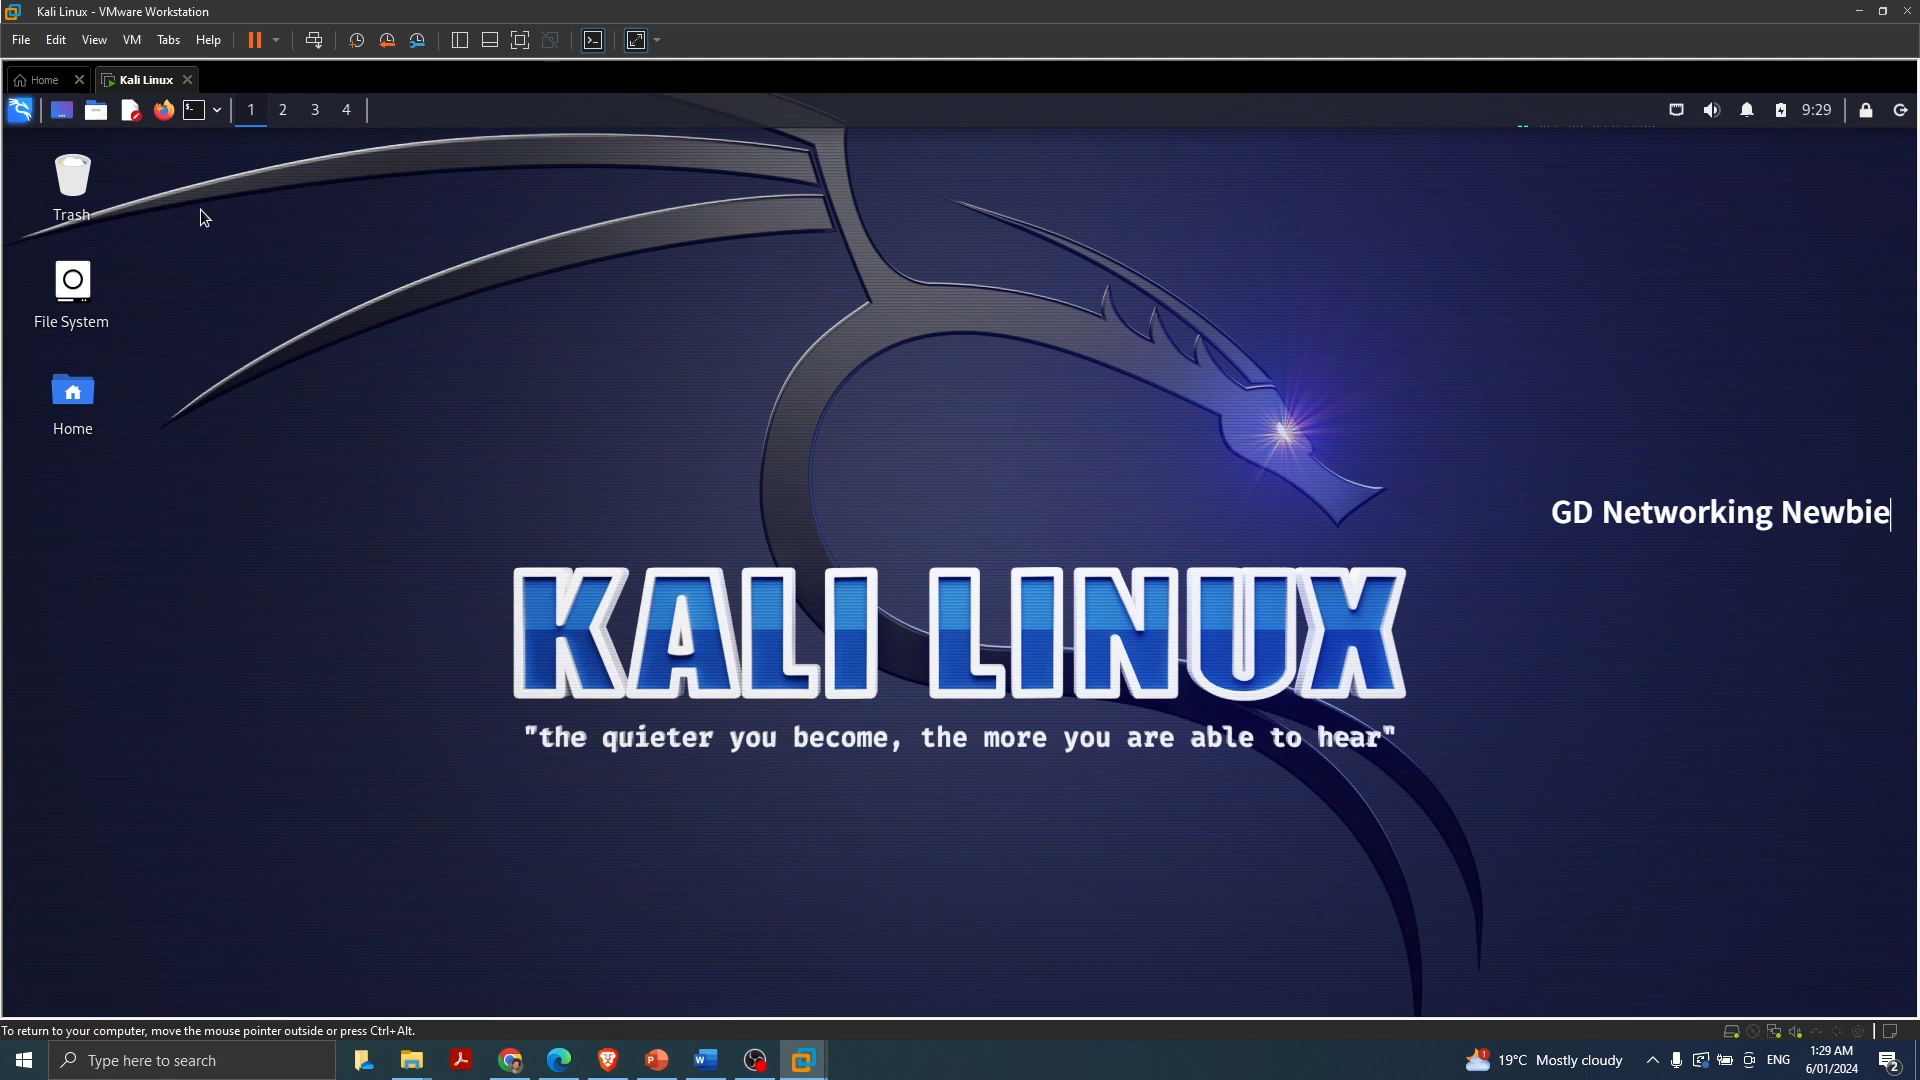 Kali Linux - VMware Workstation
File Edit View VM Tabs Help
Home Kali Linux
1 2 3 4 9:29
Trash
File System
Home
GD Networking Newbie
KALI LINUX
"the quieter you become, the more you are able to hear"
To return to your computer, move the mouse pointer outside or press Ctrl+Alt.
Type here to search
19°C Mostly cloudy
ENG
1:29 AM
6/01/2024
2